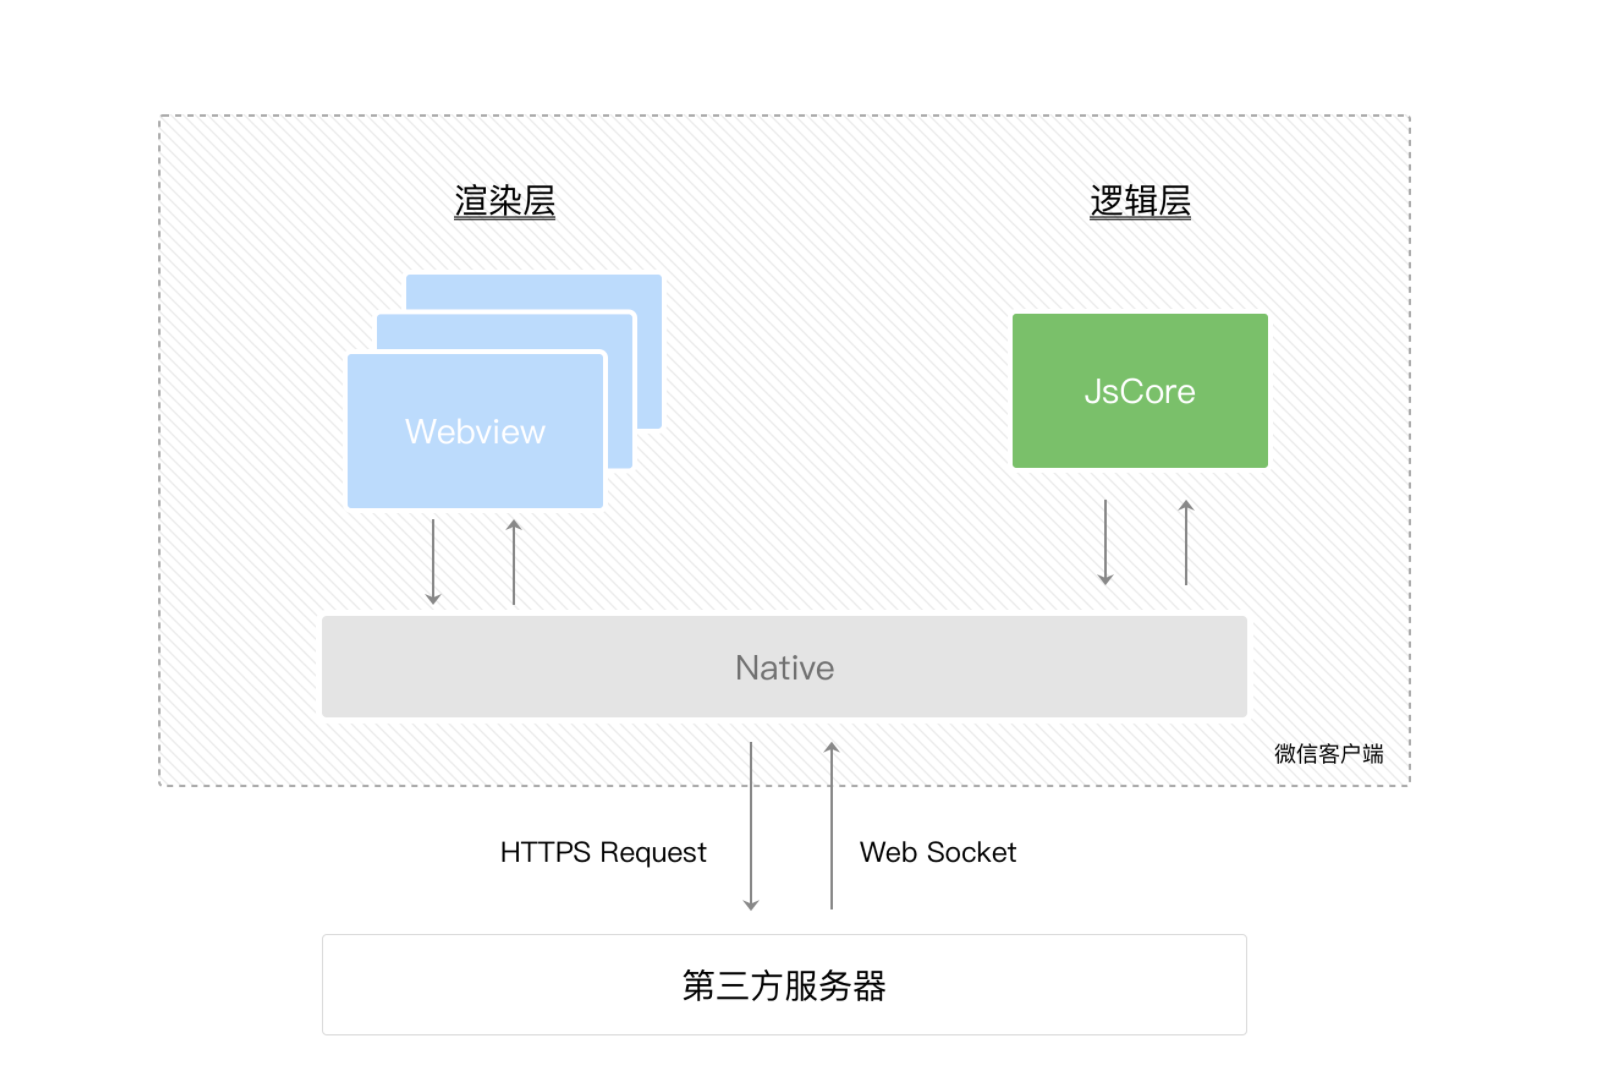 渲染层
逻辑层
Webview
JsCore
Native
微信客户端
HTTPS Request
Web Socket
第三方服务器